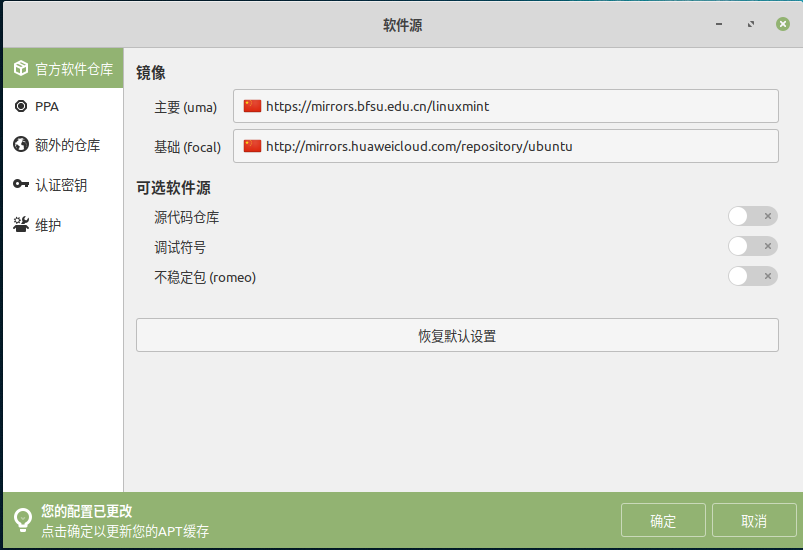 软件源
官方软件仓库
PPA
额外的仓库
认证密钥
维护
镜像
主要 (uma)
https://mirrors.bfsu.edu.cn/linuxmint
基础 (focal)
http://mirrors.huaweicloud.com/repository/ubuntu
可选软件源
源代码仓库
调试符号
不稳定包 (romeo)
恢复默认设置
您的配置已更改
点击确定以更新您的APT缓存
确定
取消